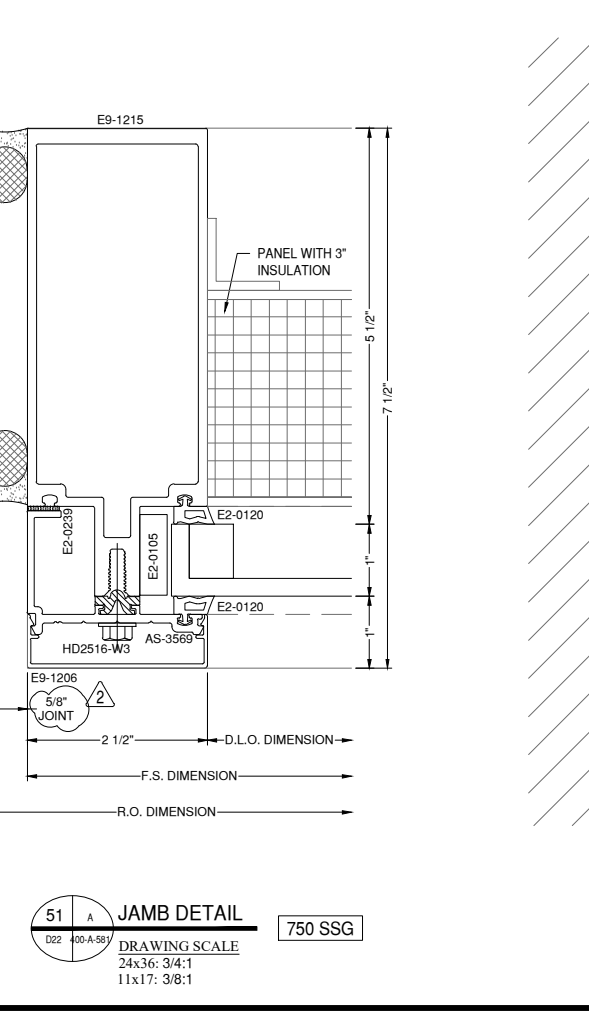 E9-1215
PANEL WITH 3"
INSULATION
5 1/2"
7 1/2"
E2-0120
E2-0239
E2-0105
1"
E2-0120
1"
AS-3569
HD2516-W3
E9-1206
5/8"
JOINT
2
2 1/2"
D.L.O. DIMENSION
F.S. DIMENSION
R.O. DIMENSION
51
A
JAMB DETAIL
D22
400-A-581
750 SSG
DRAWING SCALE
24x36: 3/4:1
11x17: 3/8:1